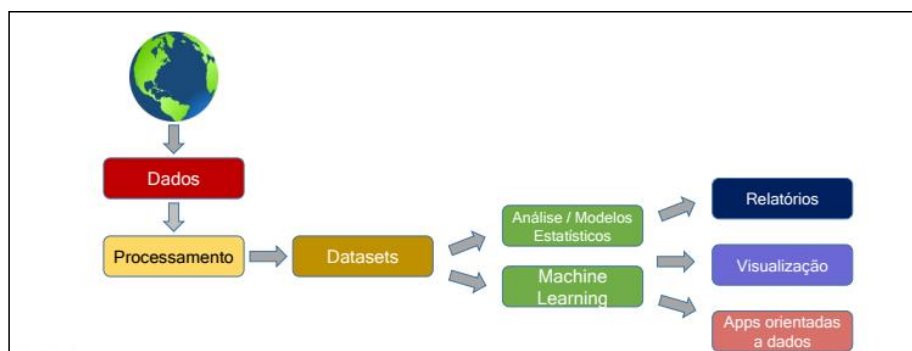 Dados
Processamento
Datasets
Análise / Modelos
Estatísticos
Machine
Learning
Relatórios
Visualização
Apps orientadas
a dados